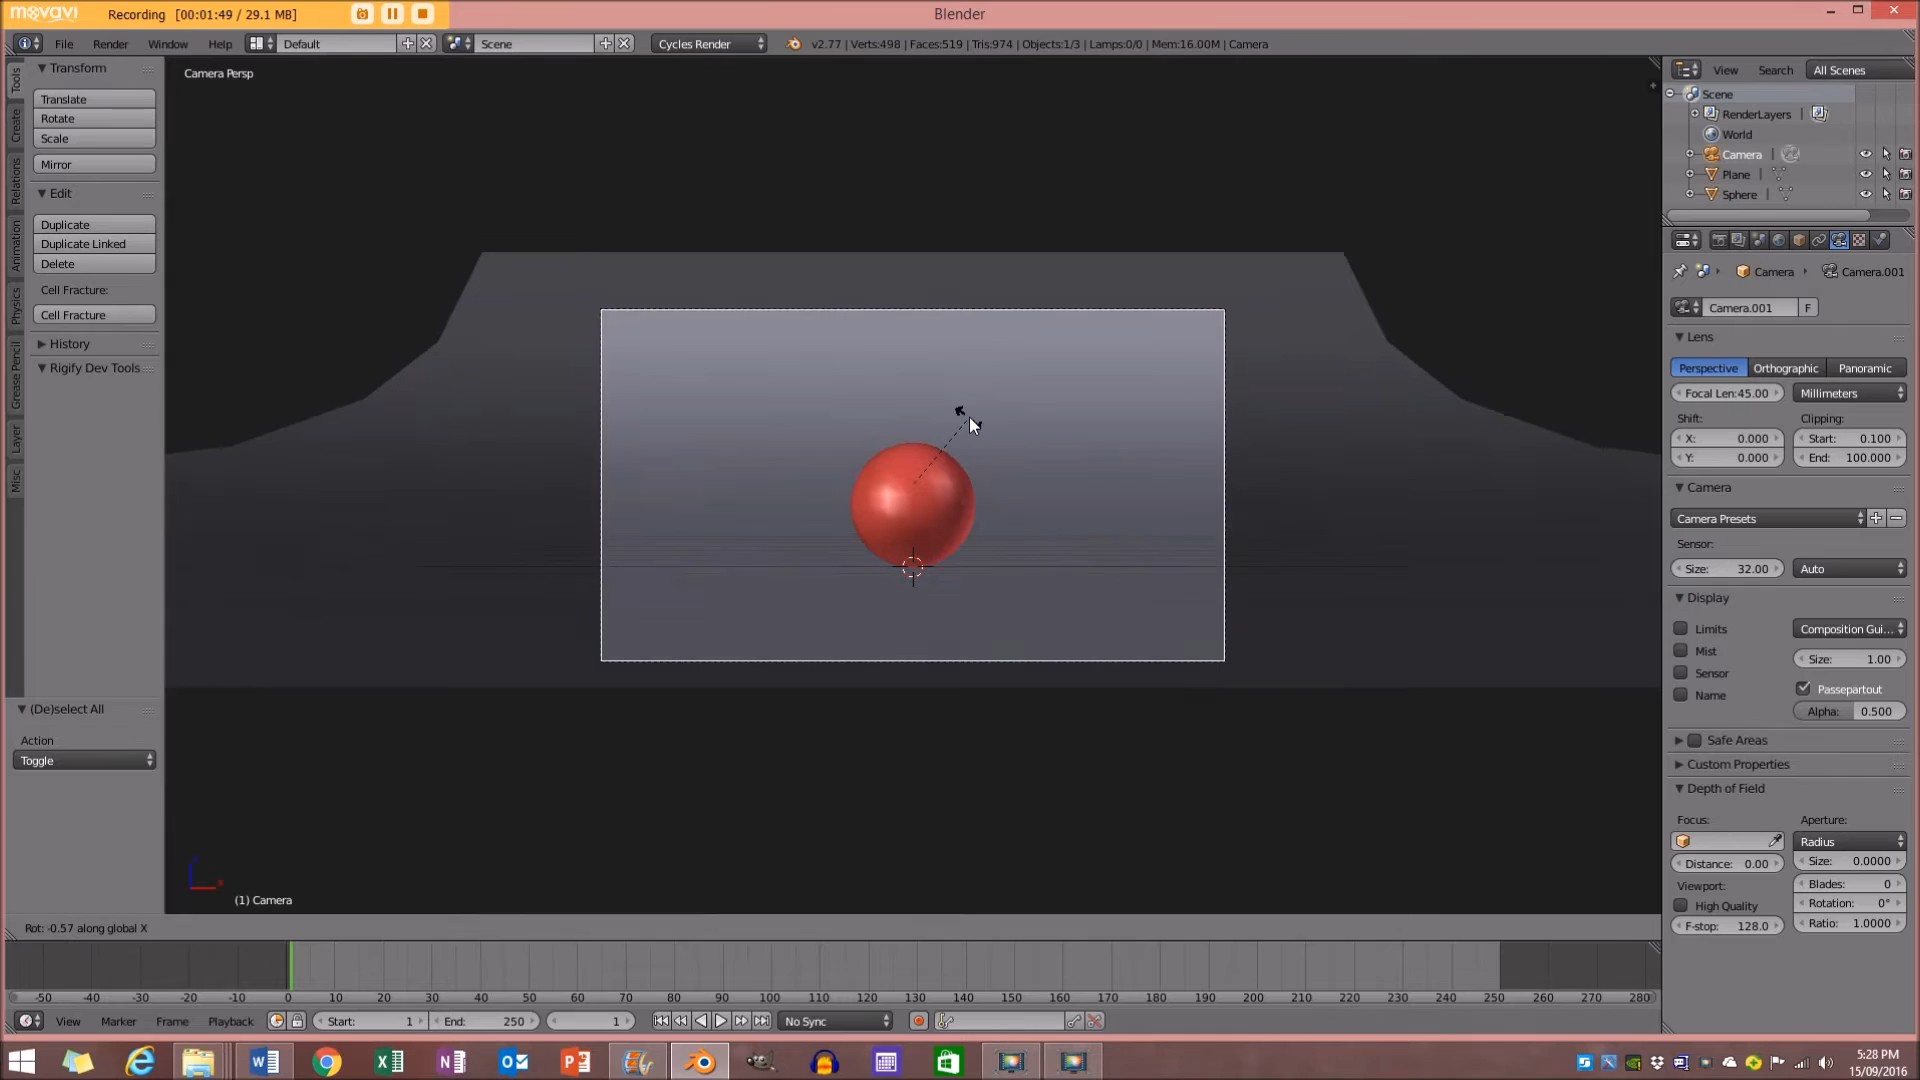 movavi
Recording [00:01:49 / 29.1 MB]
Blender
File Render Window Help Default Scene Cycles Render v2.77 | Verts:498 | Faces:519 | Tris:974 | Objects:1/3 | Lamps:0/0 | Mem:16.00M | Camera
Tools
Create
Relations
Animation
Physics
Grease Pencil
Layer
Misc
Transform
Translate
Rotate
Scale
Mirror
Edit
Duplicate
Duplicate Linked
Delete
Cell Fracture:
Cell Fracture
History
Rigify Dev Tools
(De)select All
Action
Toggle
Camera Persp
(1) Camera
Rot: -0.57 along global X
View Search All Scenes
Scene
RenderLayers
World
Camera
Plane
Sphere
Camera Camera.001
Camera.001 F
Lens
Perspective Orthographic Panoramic
Focal Len:45.00 Millimeters
Shift: Clipping:
X: 0.000 Start: 0.100
Y: 0.000 End: 100.000
Camera
Camera Presets
Sensor:
Size: 32.00 Auto
Display
Limits Composition Gui...
Mist Size: 1.00
Sensor Passepartout
Name Alpha: 0.500
Safe Areas
Custom Properties
Depth of Field
Focus: Aperture:
Radius
Distance: 0.00 Size: 0.0000
Viewport: Blades: 0
High Quality Rotation: 0°
F-stop: 128.0 Ratio: 1.0000
-50 -40 -30 -20 -10 0 10 20 30 40 50 60 70 80 90 100 110 120 130 140 150 160 170 180 190 200 210 220 230 240 250 260 270 280
View Marker Frame Playback Start: 1 End: 250 1 No Sync
5:28 PM
15/09/2016